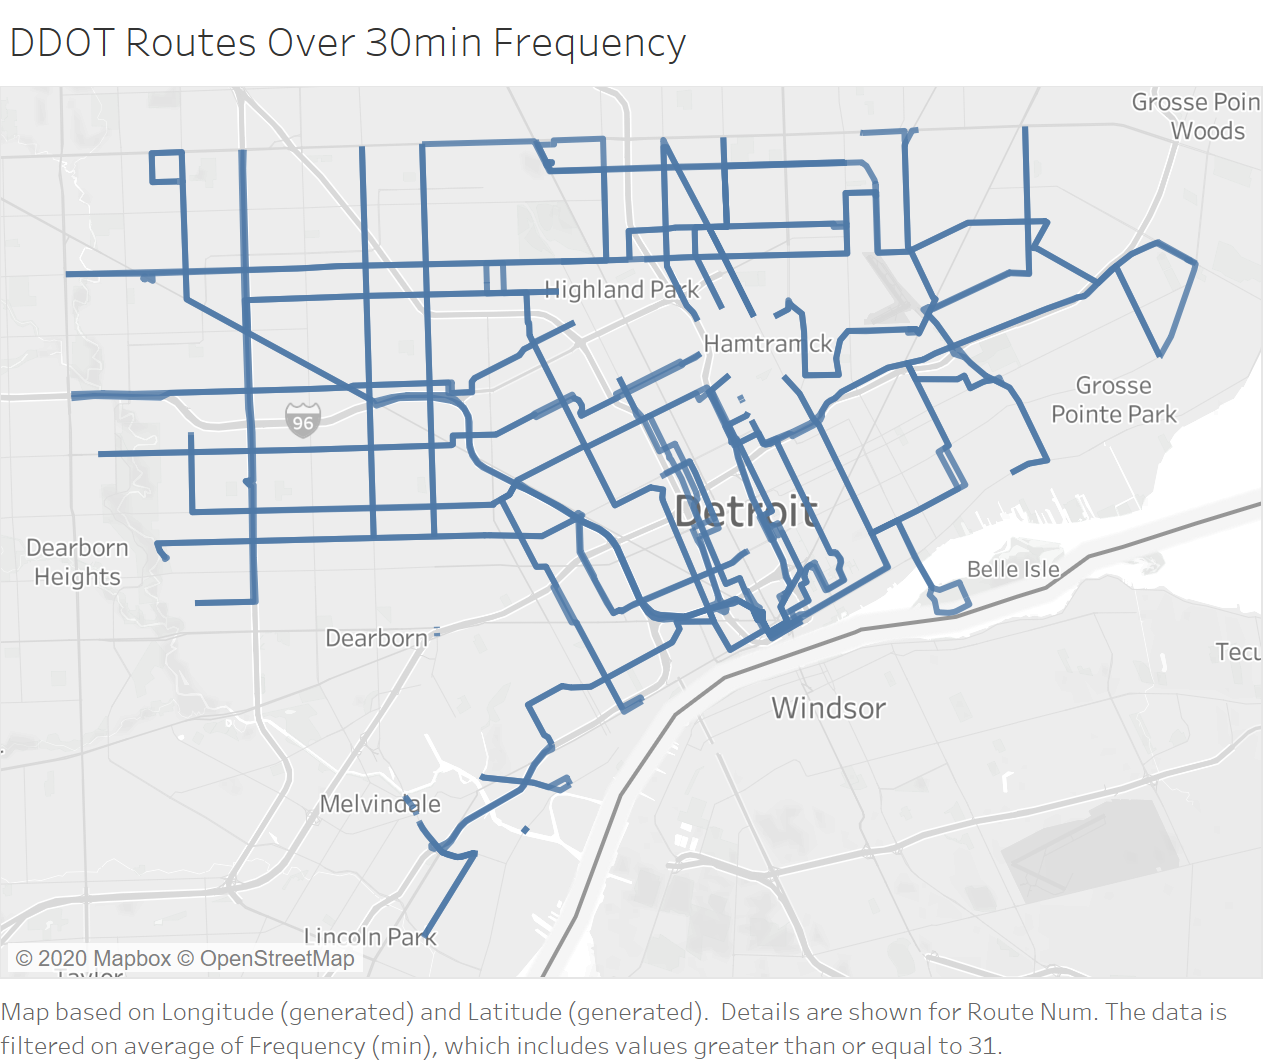 DDOT Routes Over 30min Frequency
Grosse Poin
Woods
Highland Park
Hamtramck
96
Grosse
Pointe Park
Detroit
Dearborn
Heights
Belle Isle
Dearborn
Tecu
Windsor
Melvindale
Lincoln Park
© 2020 Mapbox © OpenStreetMap
Taylor
Map based on Longitude (generated) and Latitude (generated).  Details are shown for Route Num. The data is
filtered on average of Frequency (min), which includes values greater than or equal to 31.